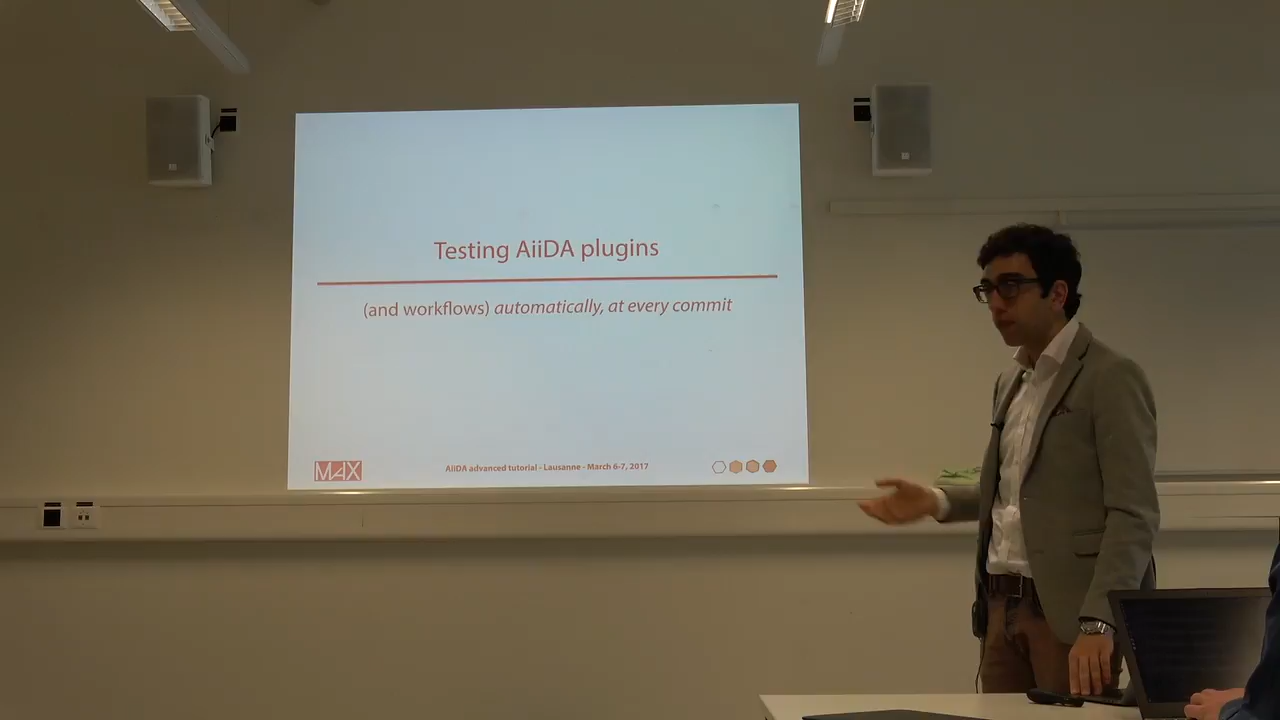 Testing AiiDA plugins
(and workflows) automatically, at every commit
MAX
AiiDA advanced tutorial - Lausanne - March 6-7, 2017